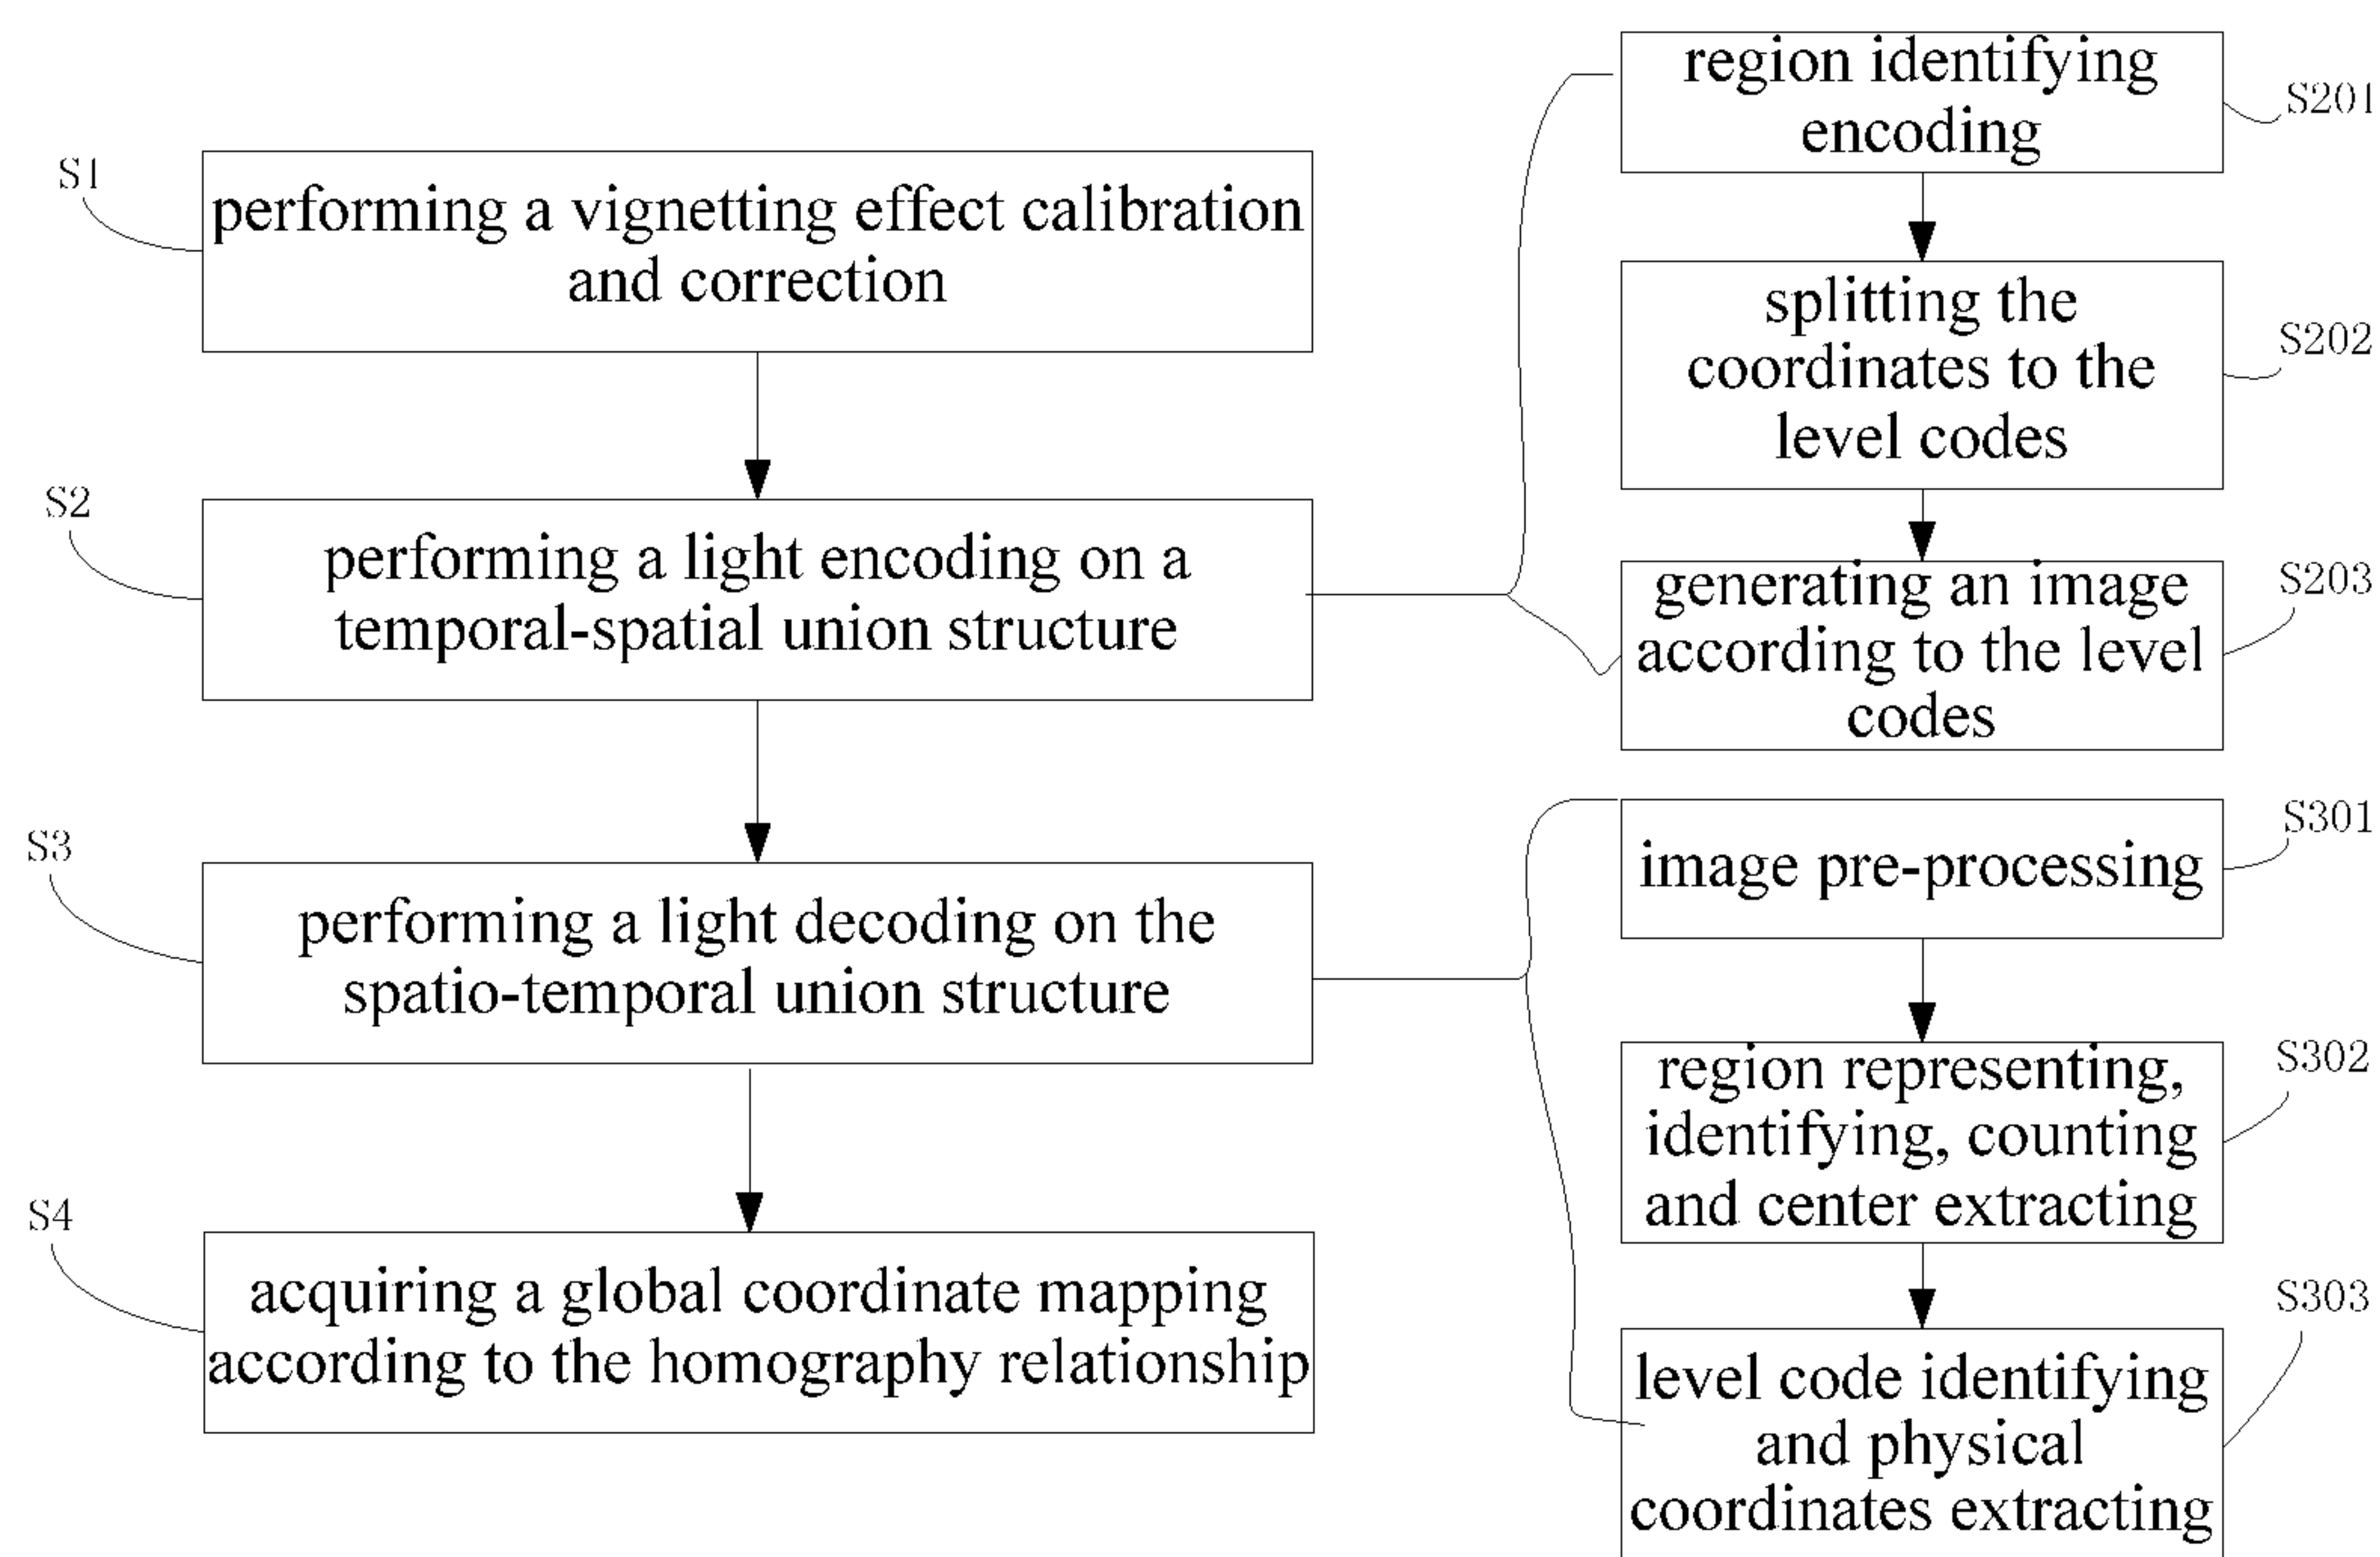 S1
performing a vignetting effect calibration
and correction
S2
performing a light encoding on a
temporal-spatial union structure
S3
performing a light decoding on the
spatio-temporal union structure
S4
acquiring a global coordinate mapping
according to the homography relationship
region identifying
encoding
S201
splitting the
coordinates to the
level codes
S202
generating an image
according to the level
codes
S203
image pre-processing
S301
region representing,
identifying, counting
and center extracting
S302
level code identifying
and physical
coordinates extracting
S303